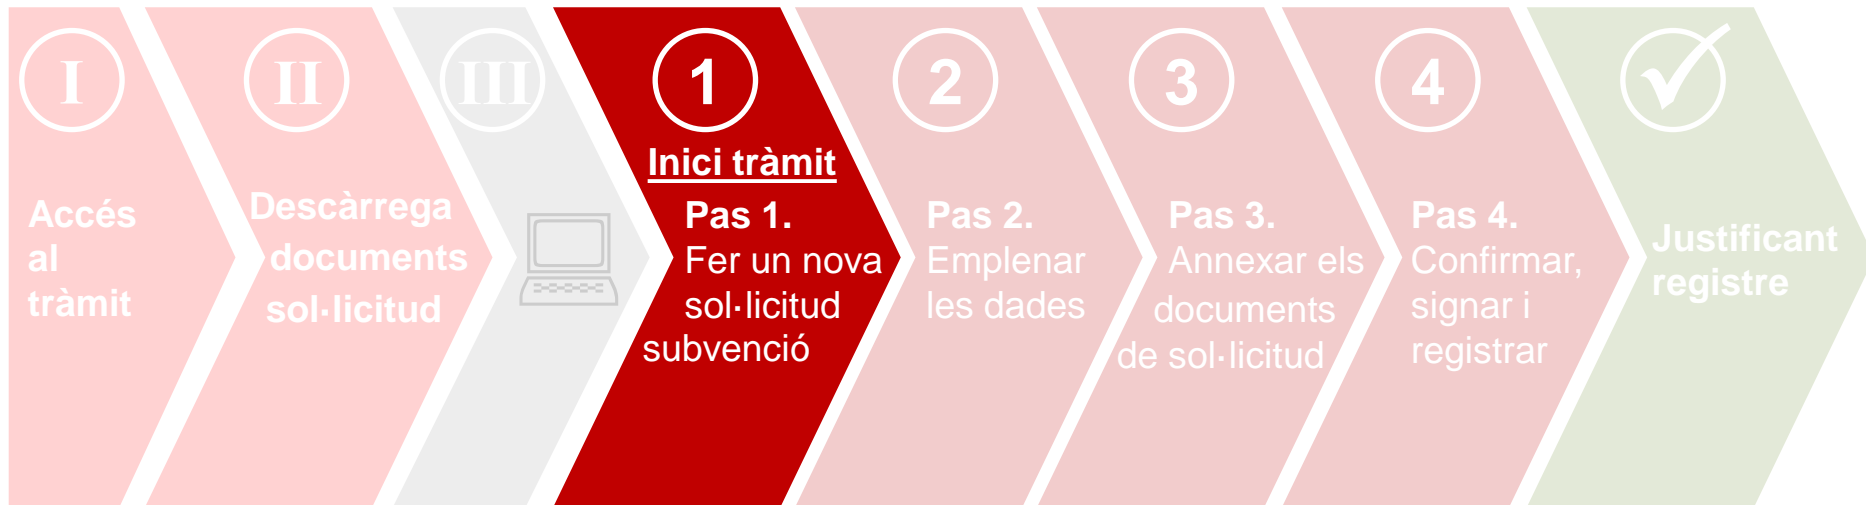 I
Accés
al
tràmit
II
Descàrrega
documents
sol·licitud
III
1
Inici tràmit
Pas 1.
Fer un nova
sol·licitud
subvenció
2
Pas 2.
Emplenar
les dades
3
Pas 3.
Annexar els
documents
de sol·licitud
4
Pas 4.
Confirmar,
signar i
registrar
Justificant
registre